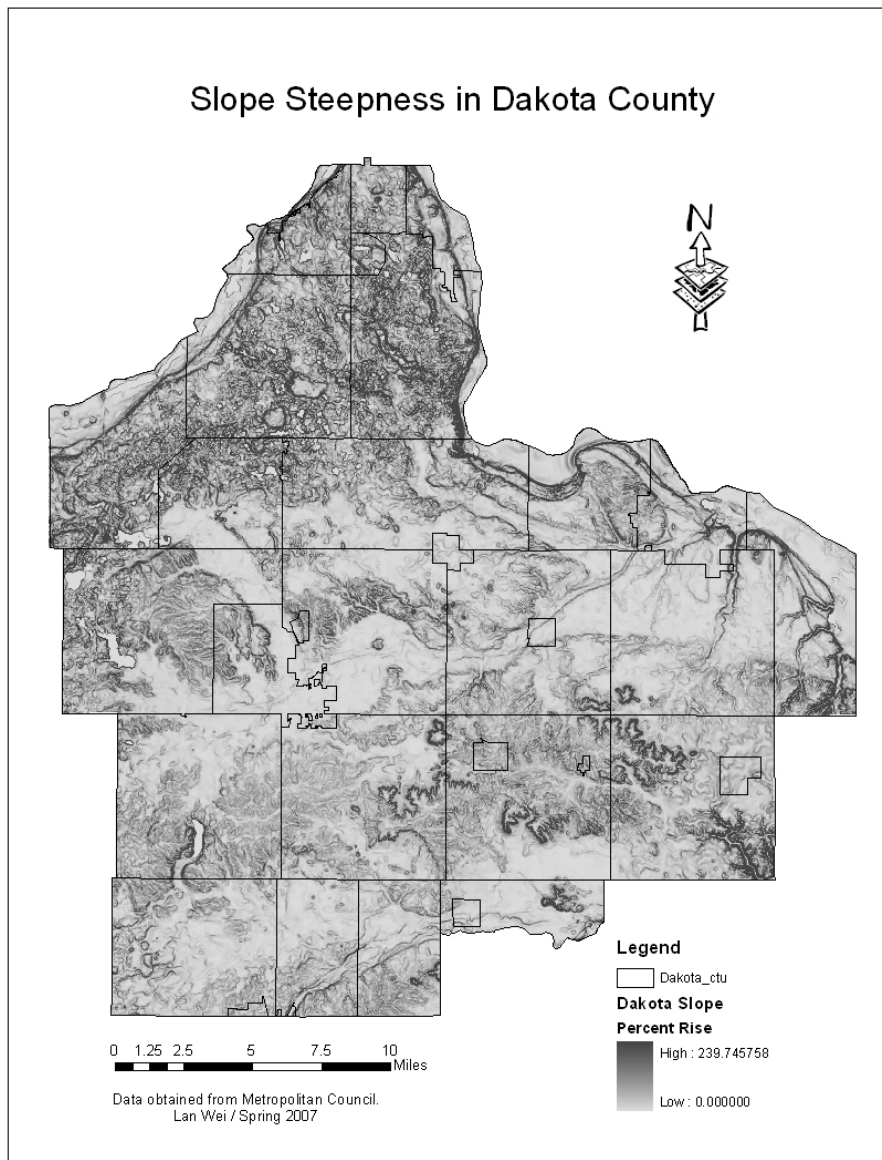 Slope Steepness in Dakota County
N
Legend
Dakota_ctu
Dakota Slope
Percent Rise
High : 239.745758
Low : 0.000000
0 1.25 2.5 5 7.5 10
Miles
Data obtained from Metropolitan Council.
Lan Wei / Spring 2007